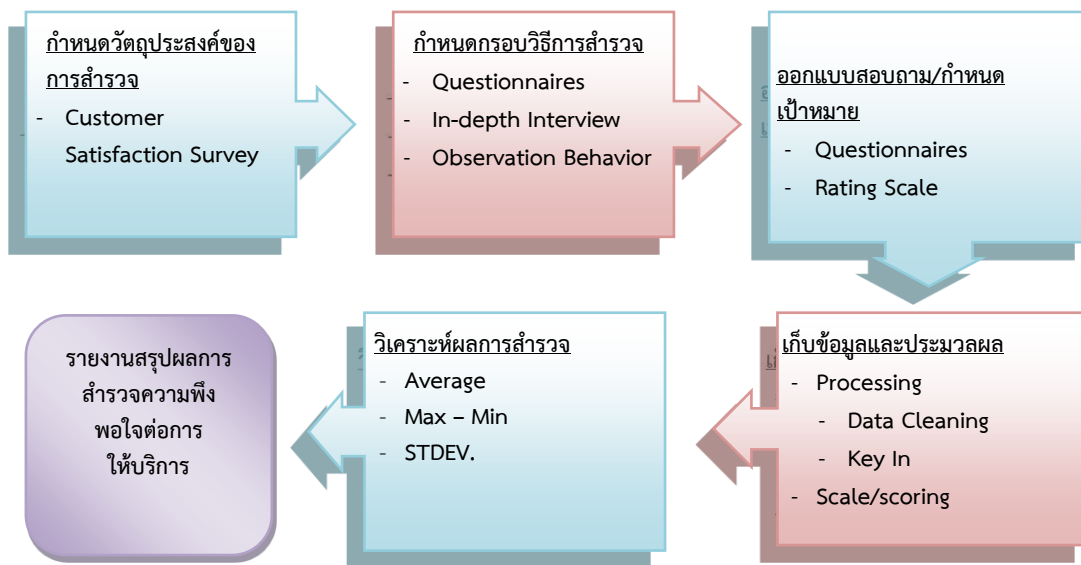 กำหนดวัตถุประสงค์ของ
การสำรวจ
- Customer
Satisfaction Survey
กำหนดกรอบวิธีการสำรวจ
- Questionnaires
- In-depth Interview
- Observation Behavior
ออกแบบสอบถาม/กำหนด
เป้าหมาย
- Questionnaires
- Rating Scale
เก็บข้อมูลและประมวลผล
- Processing
- Data Cleaning
- Key In
- Scale/scoring
วิเคราะห์ผลการสำรวจ
- Average
- Max – Min
- STDEV.
รายงานสรุปผลการ
สำรวจความพึง
พอใจต่อการ
ให้บริการ